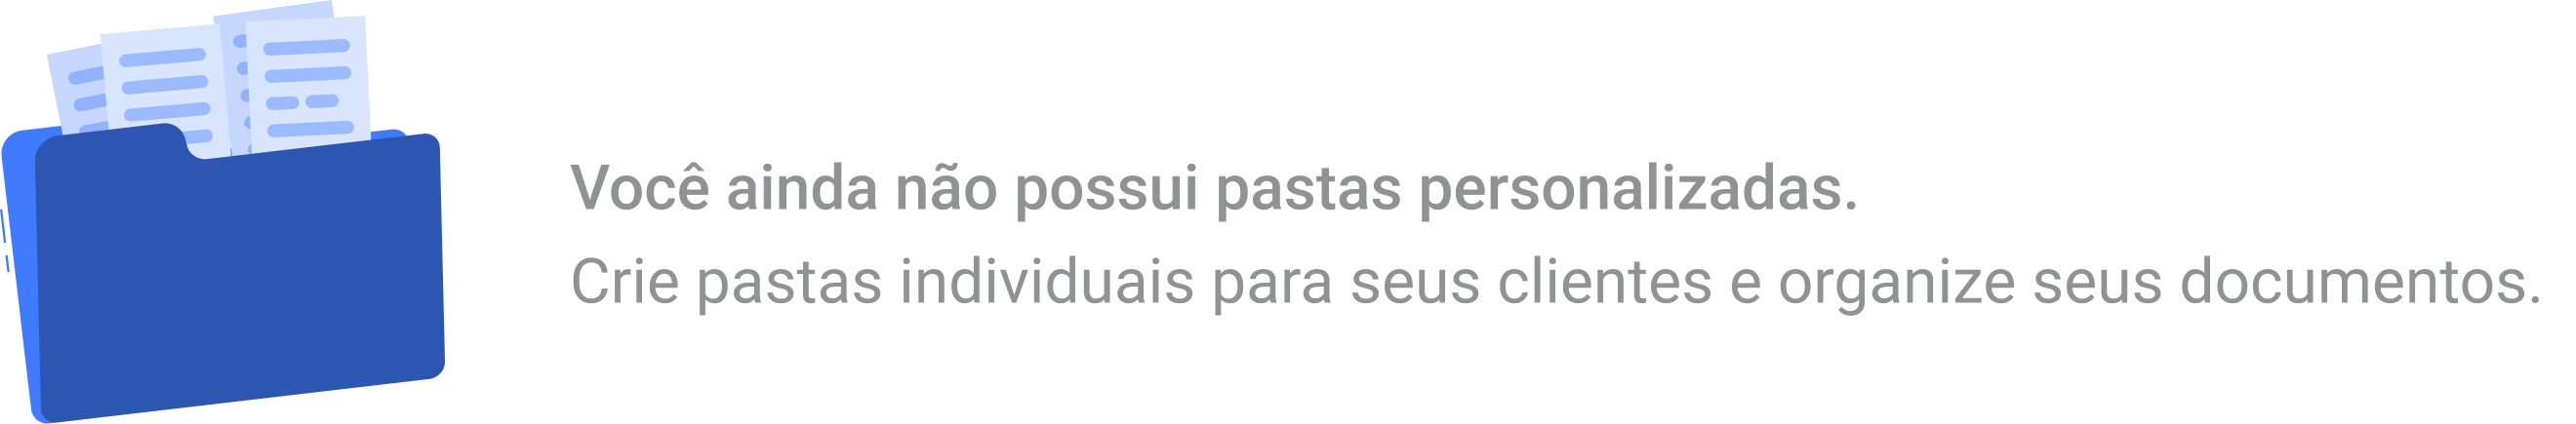 Você ainda não possui pastas personalizadas.
Crie pastas individuais para seus clientes e organize seus documentos.